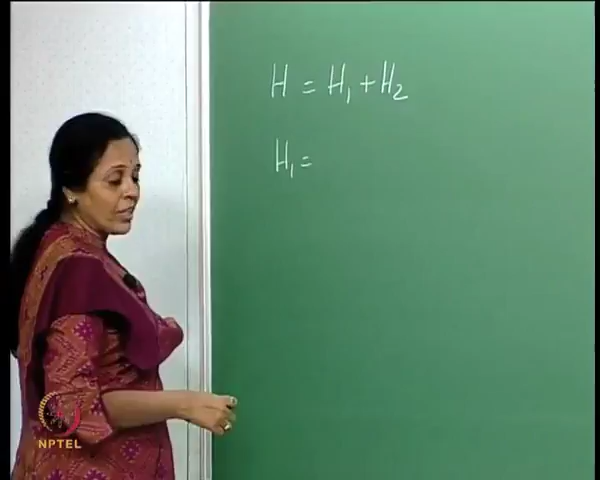 H = H₁ + H₂
H₁ =
NPTEL